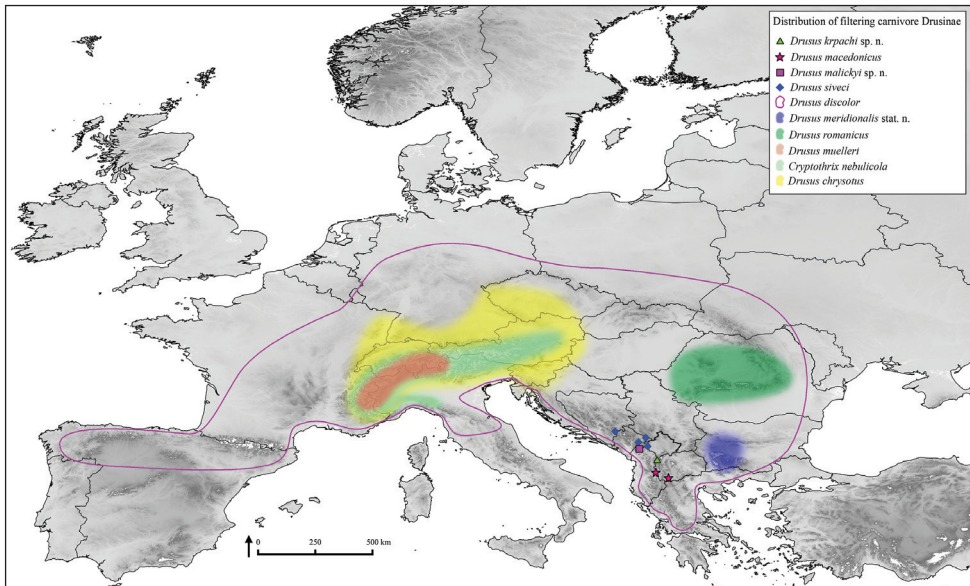 Distribution of filtering carnivore Drusinae
Drusus krpachi sp. n.
Drusus macedonicus
Drusus malickyi sp. n.
Drusus siveci
Drusus discolor
Drusus meridionalis stat. n.
Drusus romanicus
Drusus muelleri
Cryptothrix nebulicola
Drusus chrysotus
0 250 500 km